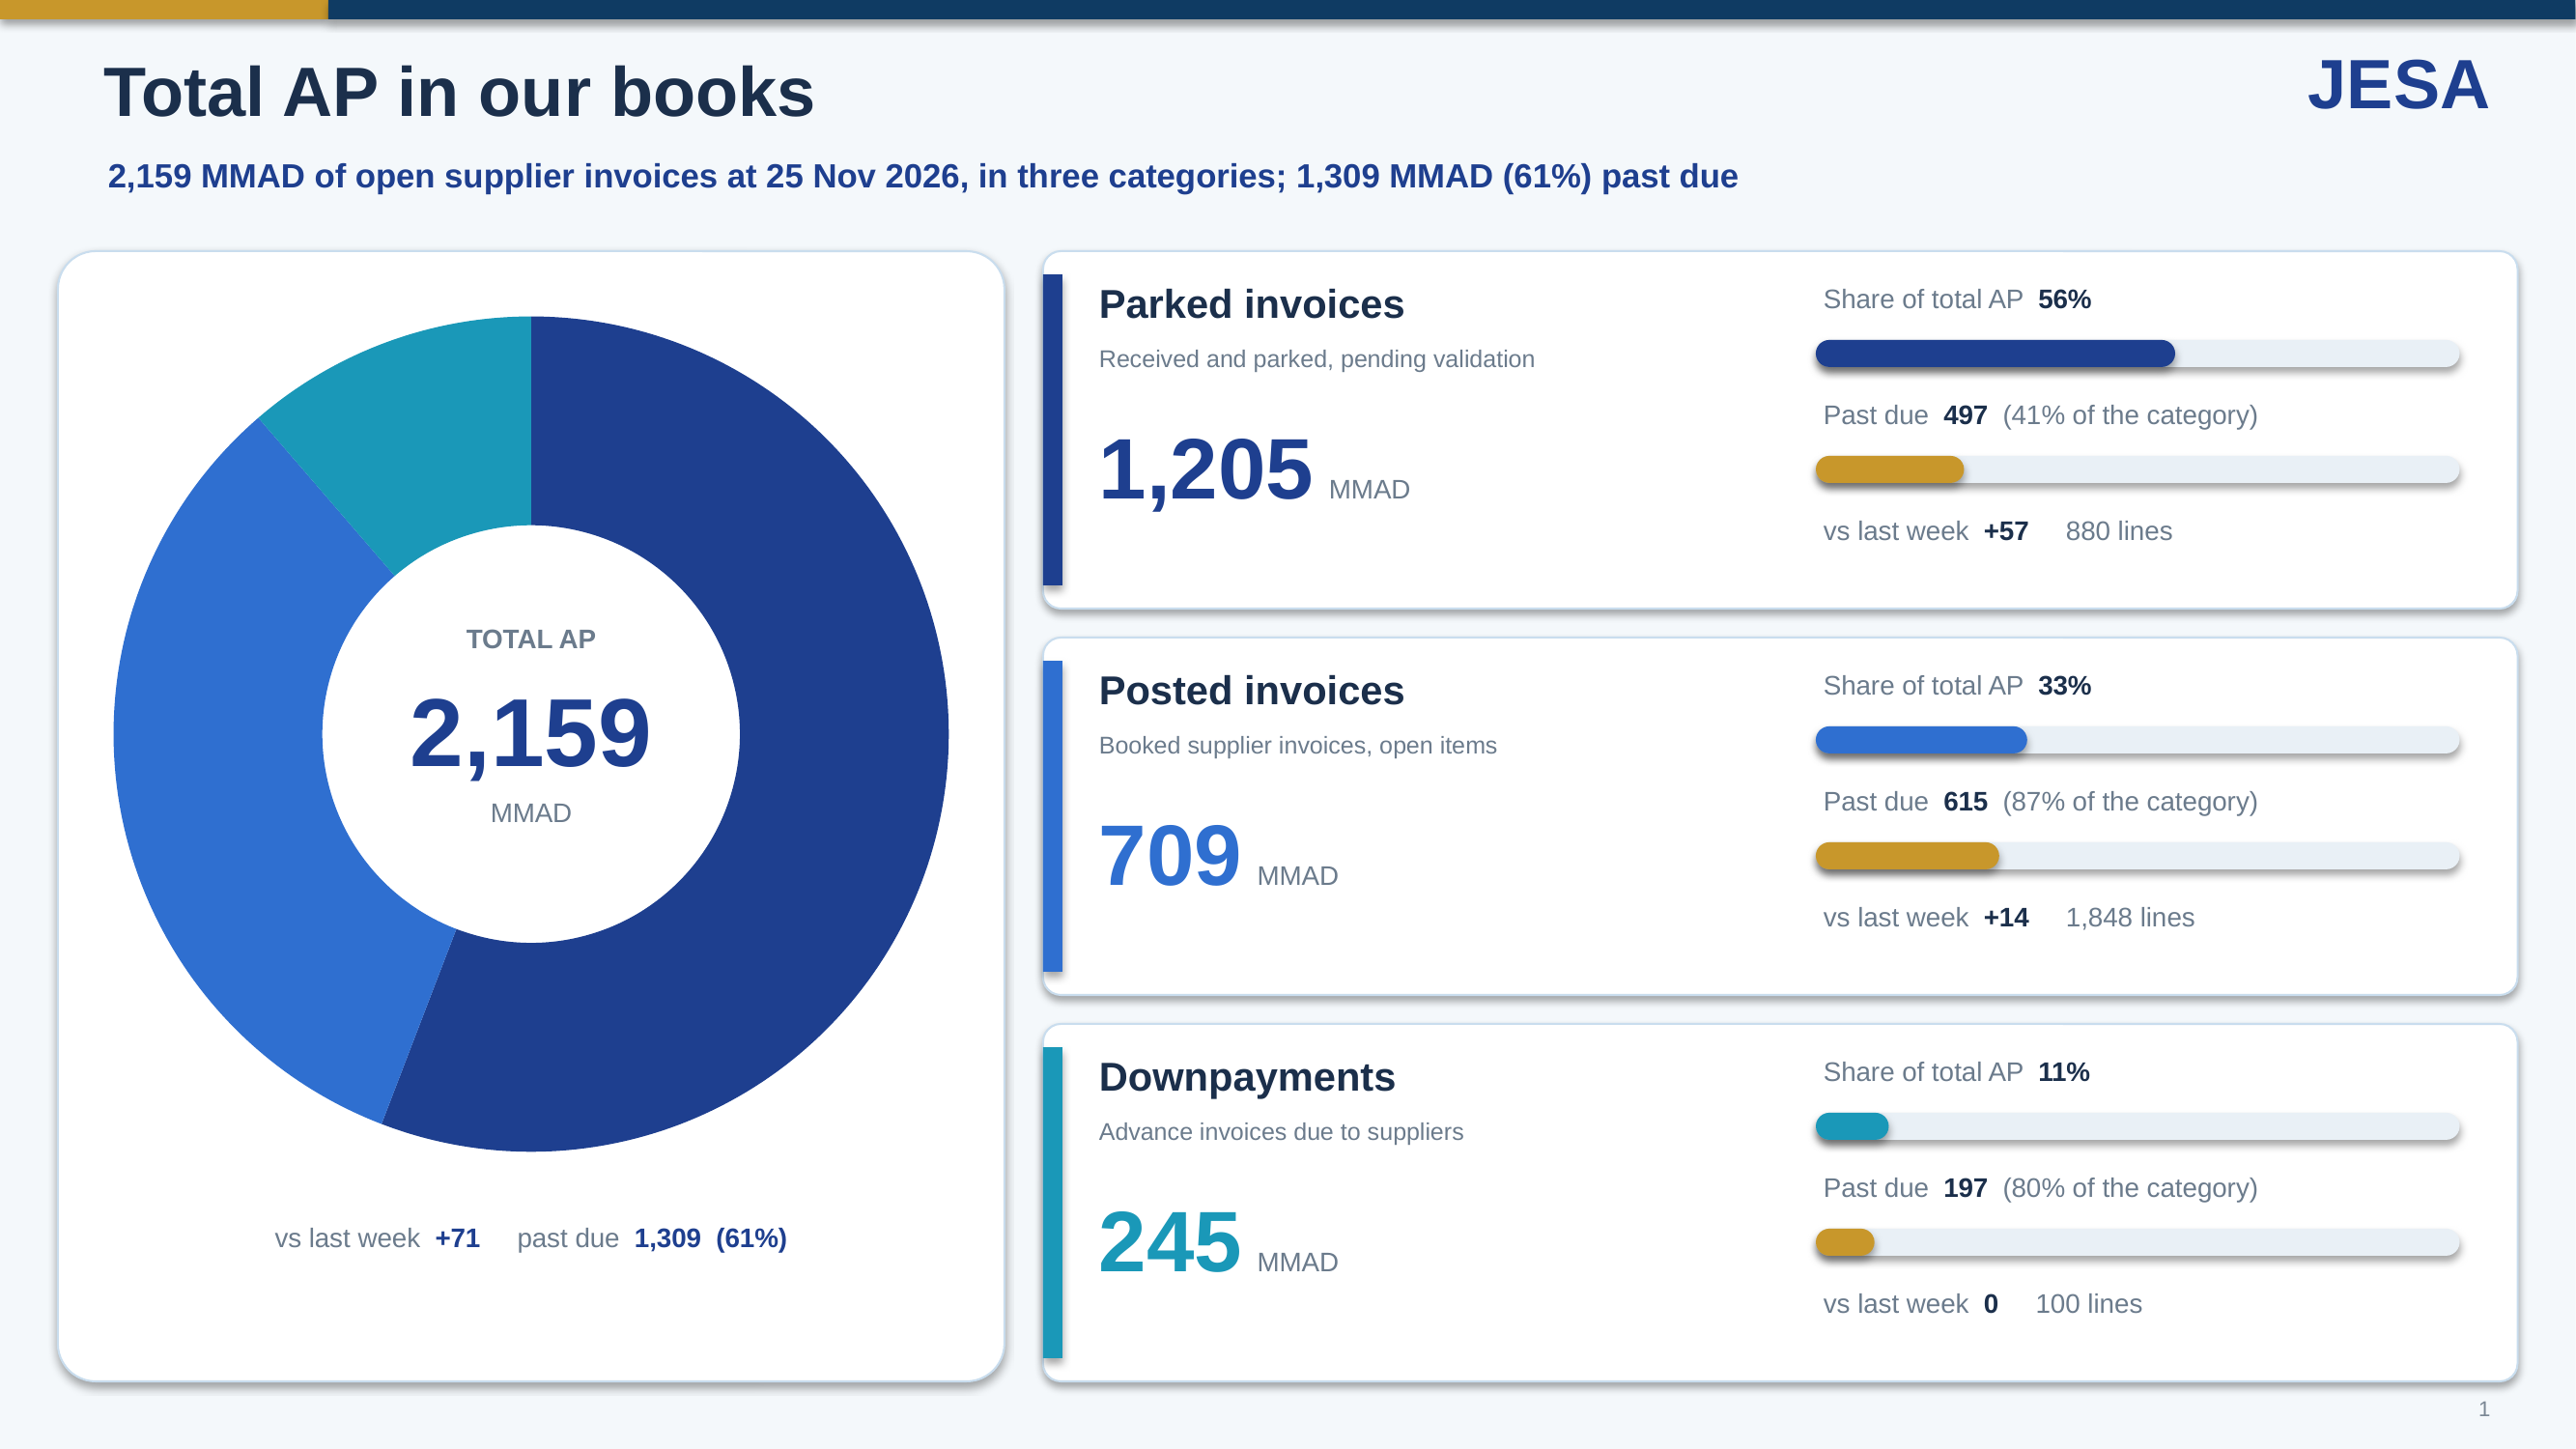 Total AP in our books
JESA
2,159 MMAD of open supplier invoices at 25 Nov 2026, in three categories; 1,309 MMAD (61%) past due
TOTAL AP
2,159
MMAD
vs last week +71 past due 1,309 (61%)
Parked invoices
Received and parked, pending validation
1,205 MMAD
Share of total AP 56%
Past due 497 (41% of the category)
vs last week +57 880 lines
Posted invoices
Booked supplier invoices, open items
709 MMAD
Share of total AP 33%
Past due 615 (87% of the category)
vs last week +14 1,848 lines
Downpayments
Advance invoices due to suppliers
245 MMAD
Share of total AP 11%
Past due 197 (80% of the category)
vs last week 0 100 lines
1